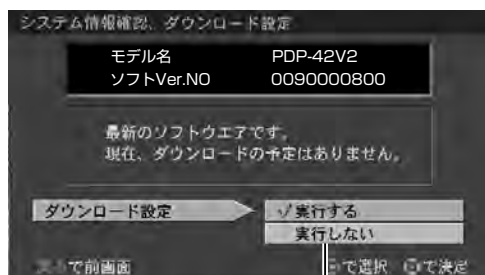 システム情報確認、ダウンロード設定
モデル名 PDP-42V2
ソフトVer.NO 0090000800
最新のソフトウエアです。
現在、ダウンロードの予定はありません。
ダウンロード設定 √実行する
実行しない
で前画面 で選択 で決定